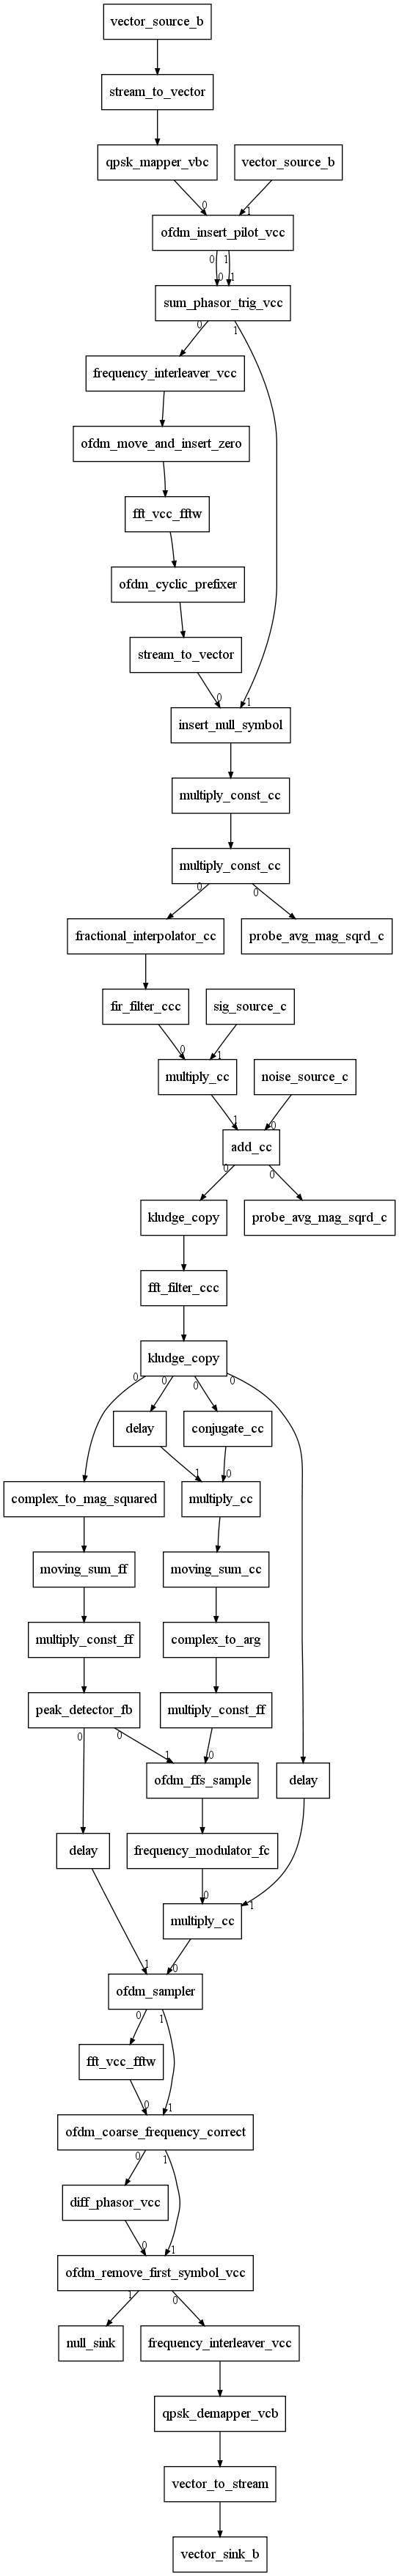 vector_source_b
stream_to_vector
qpsk_mapper_vbc
vector_source_b
0
1
ofdm_insert_pilot_vcc
0
1
0
1
sum_phasor_trig_vcc
0
1
frequency_interleaver_vcc
ofdm_move_and_insert_zero
fft_vcc_fftw
ofdm_cyclic_prefixer
stream_to_vector
0
1
insert_null_symbol
multiply_const_cc
multiply_const_cc
0
0
fractional_interpolator_cc
probe_avg_mag_sqrd_c
fir_filter_ccc
sig_source_c
0
1
multiply_cc
noise_source_c
1
0
add_cc
0
0
kludge_copy
probe_avg_mag_sqrd_c
fft_filter_ccc
kludge_copy
0
0
0
0
delay
conjugate_cc
1
0
complex_to_mag_squared
multiply_cc
moving_sum_ff
moving_sum_cc
multiply_const_ff
complex_to_arg
peak_detector_fb
multiply_const_ff
0
0
1
0
ofdm_ffs_sample
delay
delay
frequency_modulator_fc
0
1
multiply_cc
1
0
ofdm_sampler
0
1
fft_vcc_fftw
0
1
ofdm_coarse_frequency_correct
0
1
diff_phasor_vcc
0
1
ofdm_remove_first_symbol_vcc
1
0
null_sink
frequency_interleaver_vcc
qpsk_demapper_vcb
vector_to_stream
vector_sink_b